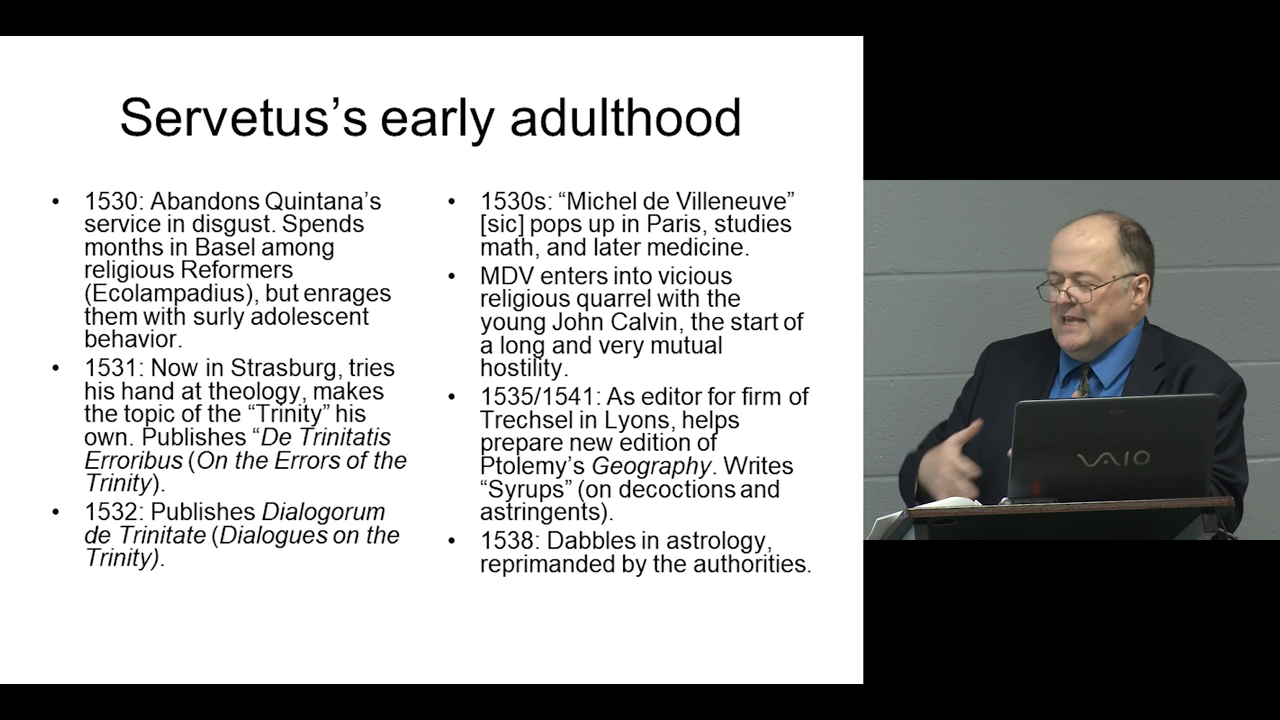 Servetus’s early adulthood
• 1530: Abandons Quintana’s
service in disgust. Spends
months in Basel among
religious Reformers
(Ecolampadius), but enrages
them with surly adolescent
behavior.
• 1531: Now in Strasburg, tries
his hand at theology, makes
the topic of the “Trinity” his
own. Publishes “De Trinitatis
Erroribus (On the Errors of the
Trinity).
• 1532: Publishes Dialogorum
de Trinitate (Dialogues on the
Trinity).
• 1530s: “Michel de Villeneuve”
[sic] pops up in Paris, studies
math, and later medicine.
• MDV enters into vicious
religious quarrel with the
young John Calvin, the start of
a long and very mutual
hostility.
• 1535/1541: As editor for firm of
Trechsel in Lyons, helps
prepare new edition of
Ptolemy’s Geography. Writes
“Syrups” (on decoctions and
astringents).
• 1538: Dabbles in astrology,
reprimanded by the authorities.
VAIO